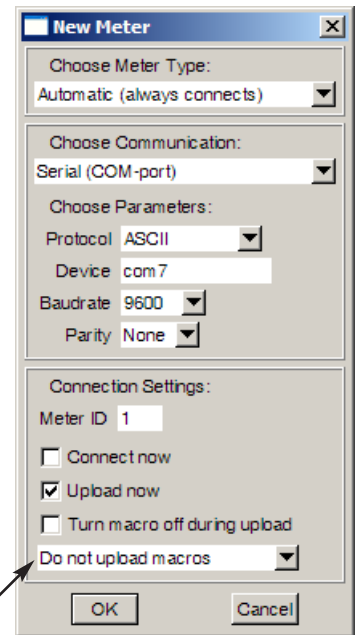 New Meter
Choose Meter Type:
Automatic (always connects)
Choose Communication:
Serial (COM-port)
Choose Parameters:
Protocol ASCII
Device com7
Baudrate 9600
Parity None
Connection Settings:
Meter ID 1
Connect now
Upload now
Turn macro off during upload
Do not upload macros
OK Cancel